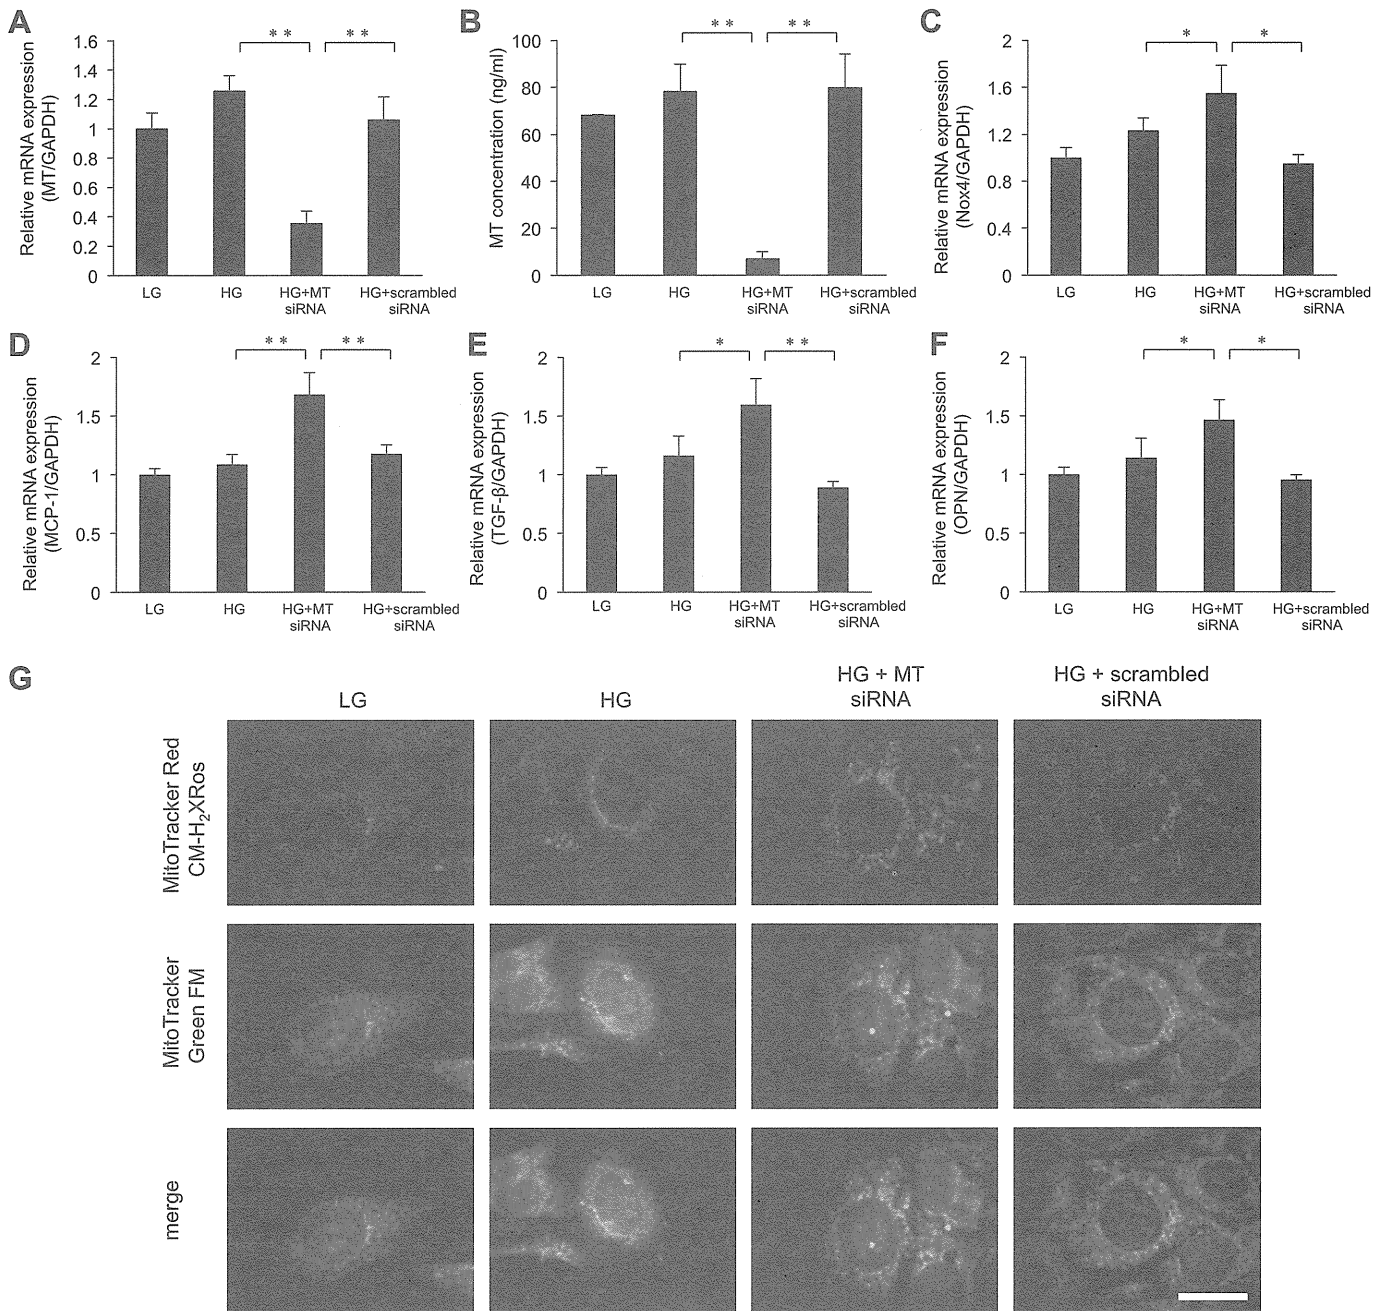 A
Relative mRNA expression
(MT/GAPDH)
1.6
1.4
1.2
1
0.8
0.6
0.4
0.2
0
**
**
LG
HG
HG+MT
siRNA
HG+scrambled
siRNA
B
MT concentration (ng/ml)
100
80
60
40
20
0
**
**
LG
HG
HG+MT
siRNA
HG+scrambled
siRNA
C
Relative mRNA expression
(Nox4/GAPDH)
2
1.6
1.2
0.8
0.4
0
*
*
LG
HG
HG+MT
siRNA
HG+scrambled
siRNA
D
Relative mRNA expression
(MCP-1/GAPDH)
2
1.5
1
0.5
0
**
**
LG
HG
HG+MT
siRNA
HG+scrambled
siRNA
E
Relative mRNA expression
(TGF-β/GAPDH)
2
1.5
1
0.5
0
*
**
LG
HG
HG+MT
siRNA
HG+scrambled
siRNA
F
Relative mRNA expression
(OPN/GAPDH)
2
1.5
1
0.5
0
*
*
LG
HG
HG+MT
siRNA
HG+scrambled
siRNA
G
LG
HG
HG + MT
siRNA
HG + scrambled
siRNA
MitoTracker Red
CM-H₂XRos
MitoTracker
Green FM
merge